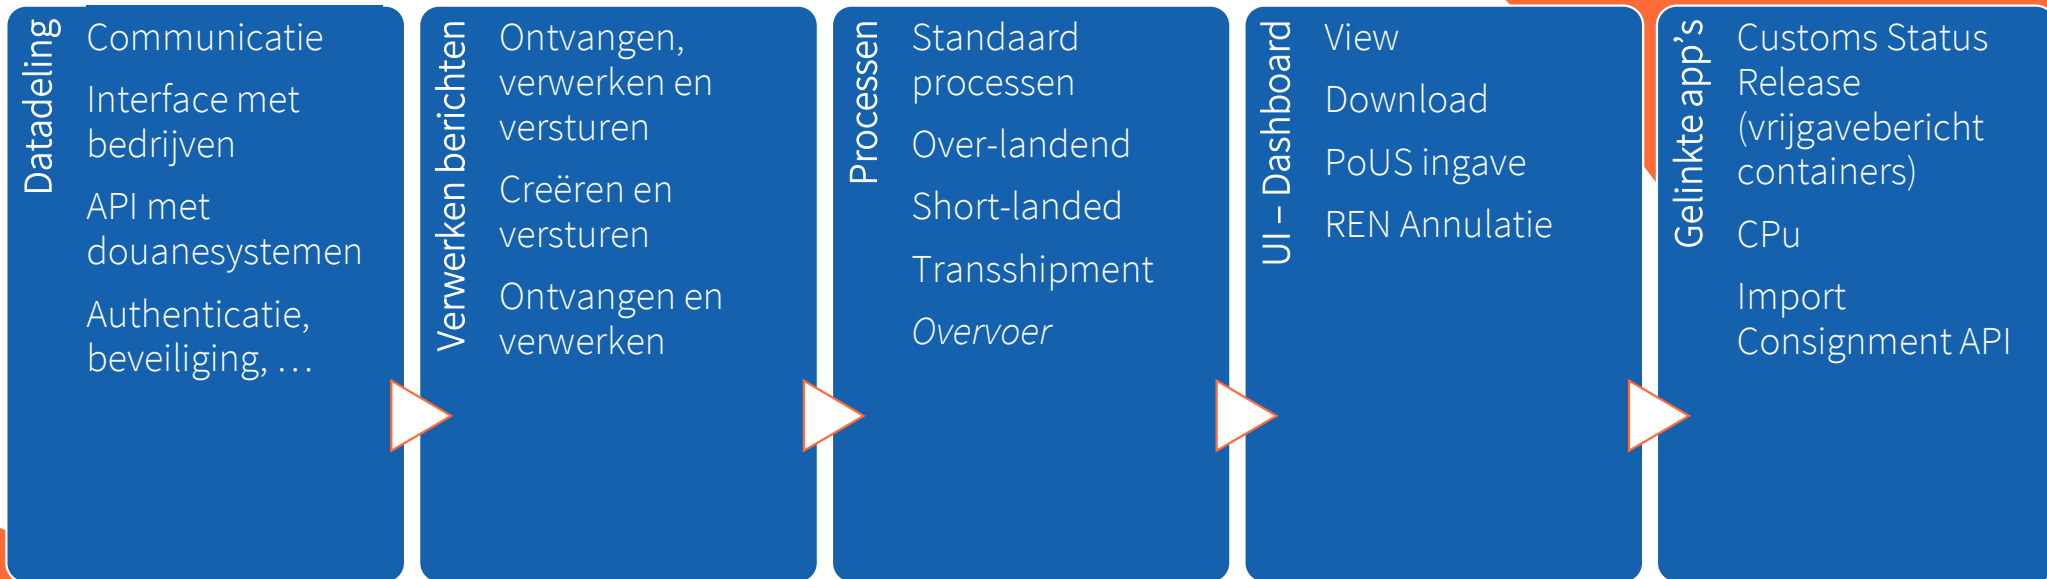 Datadeling
Communicatie
Interface met
bedrijven
API met
douanesystemen
Authenticatie,
beveiliging, …
Verwerken berichten
Ontvangen,
verwerken en
versturen
Creëren en
versturen
Ontvangen en
verwerken
Processen
Standaard
processen
Over-landend
Short-landed
Transshipment
Overvoer
UI – Dashboard
View
Download
PoUS ingave
REN Annulatie
Gelinkte app's
Customs Status
Release
(vrijgavebericht
containers)
CPu
Import
Consignment API